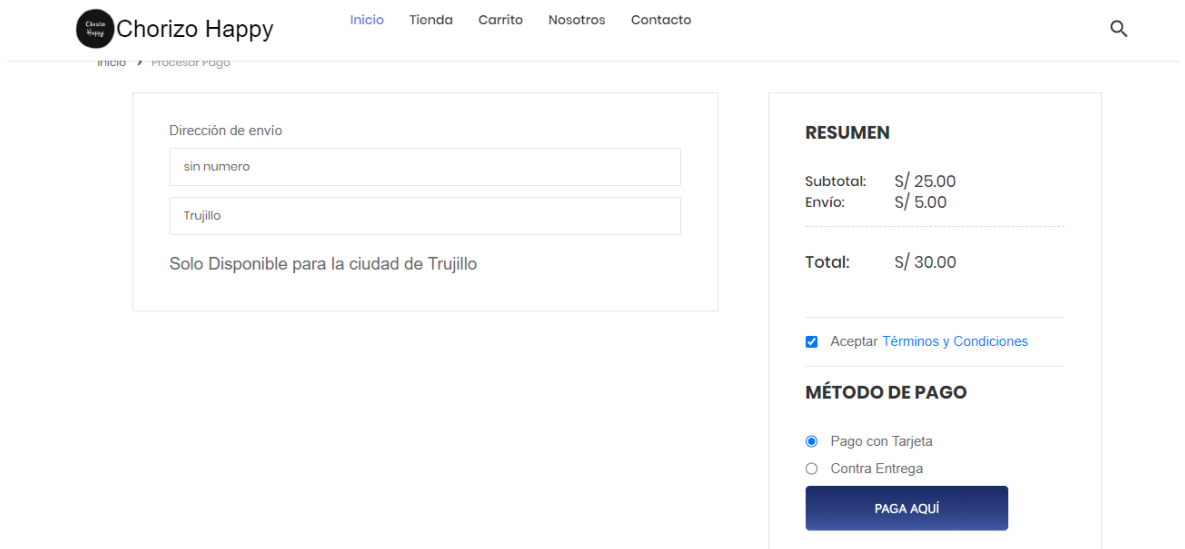 Chorizo Happy
Chorizo Happy
Inicio Tienda Carrito Nosotros Contacto
Inicio > Procesar Pago
Dirección de envío
sin numero
Trujillo
Solo Disponible para la ciudad de Trujillo
RESUMEN
Subtotal: S/ 25.00
Envío: S/ 5.00
Total: S/ 30.00
Aceptar Términos y Condiciones
MÉTODO DE PAGO
Pago con Tarjeta
Contra Entrega
PAGA AQUÍ